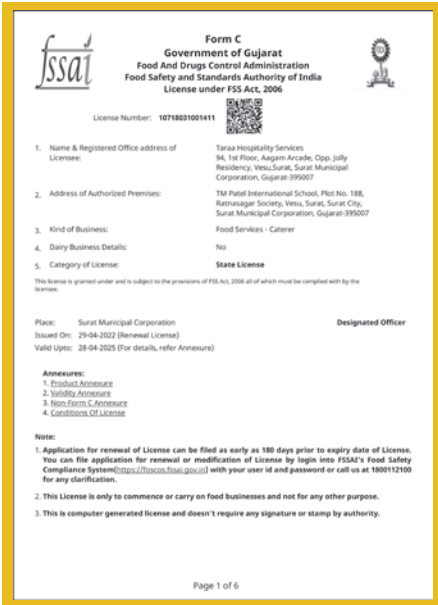 fssaı
Form C
Government of Gujarat
Food And Drugs Control Administration
Food Safety and Standards Authority of India
License under FSS Act, 2006
License Number: 10718031001411
1. Name & Registered Office address of
Licensee:
Taraa Hospitality Services
94, 1st Floor, Aagam Arcade, Opp. Jolly
Residency, Vesu,Surat, Surat Municipal
Corporation, Gujarat-395007
2. Address of Authorized Premises:
TM Patel International School, Plot No. 188,
Ratnasagar Society, Vesu, Surat, Surat City,
Surat Municipal Corporation, Gujarat-395007
3. Kind of Business:
Food Services - Caterer
4. Dairy Business Details:
No
5. Category of License:
State License
This license is granted under and is subject to the provisions of FSS Act, 2006 all of which must be complied with by the
licensee.
Place: Surat Municipal Corporation
Designated Officer
Issued On: 29-04-2022 (Renewal License)
Valid Upto: 28-04-2025 (For details, refer Annexure)
Annexures:
1. Product Annexure
2. Validity Annexure
3. Non-Form C Annexure
4. Conditions Of License
Note:
1. Application for renewal of License can be filed as early as 180 days prior to expiry date of License.
You can file application for renewal or modification of License by login into FSSAI's Food Safety
Compliance System(https://foscos.fssai.gov.in) with your user id and password or call us at 1800112100
for any clarification.
2. This License is only to commence or carry on food businesses and not for any other purpose.
3. This is computer generated license and doesn't require any signature or stamp by authority.
Page 1 of 6